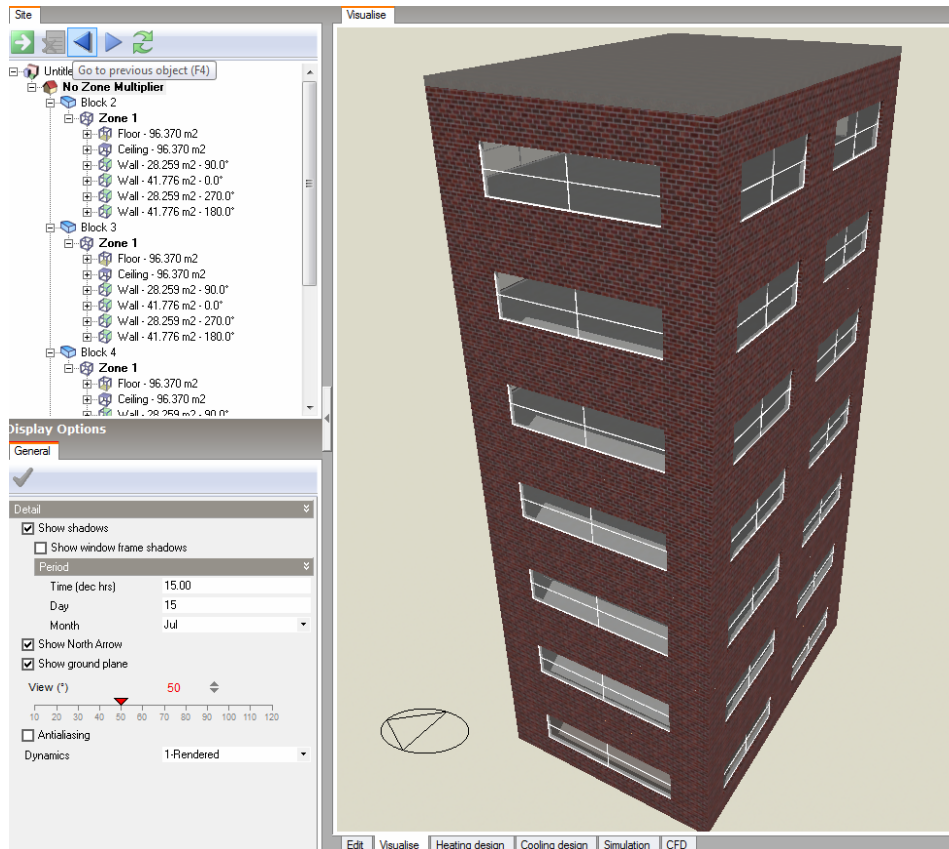 Site
Visualise
Go to previous object (F4)
Untitle
No Zone Multiplier
Block 2
Zone 1
Floor - 96.370 m2
Ceiling - 96.370 m2
Wall - 28.259 m2 - 90.0°
Wall - 41.776 m2 - 0.0°
Wall - 28.259 m2 - 270.0°
Wall - 41.776 m2 - 180.0°
Block 3
Zone 1
Floor - 96.370 m2
Ceiling - 96.370 m2
Wall - 28.259 m2 - 90.0°
Wall - 41.776 m2 - 0.0°
Wall - 28.259 m2 - 270.0°
Wall - 41.776 m2 - 180.0°
Block 4
Zone 1
Floor - 96.370 m2
Ceiling - 96.370 m2
Wall - 28.259 m2 - 90.0°
Display Options
General
Detail
Show shadows
Show window frame shadows
Period
Time (dec hrs) 15.00
Day 15
Month Jul
Show North Arrow
Show ground plane
View (°) 50
10 20 30 40 50 60 70 80 90 100 110 120
Antialiasing
Dynamics 1-Rendered
Edit Visualise Heating design Cooling design Simulation CFD